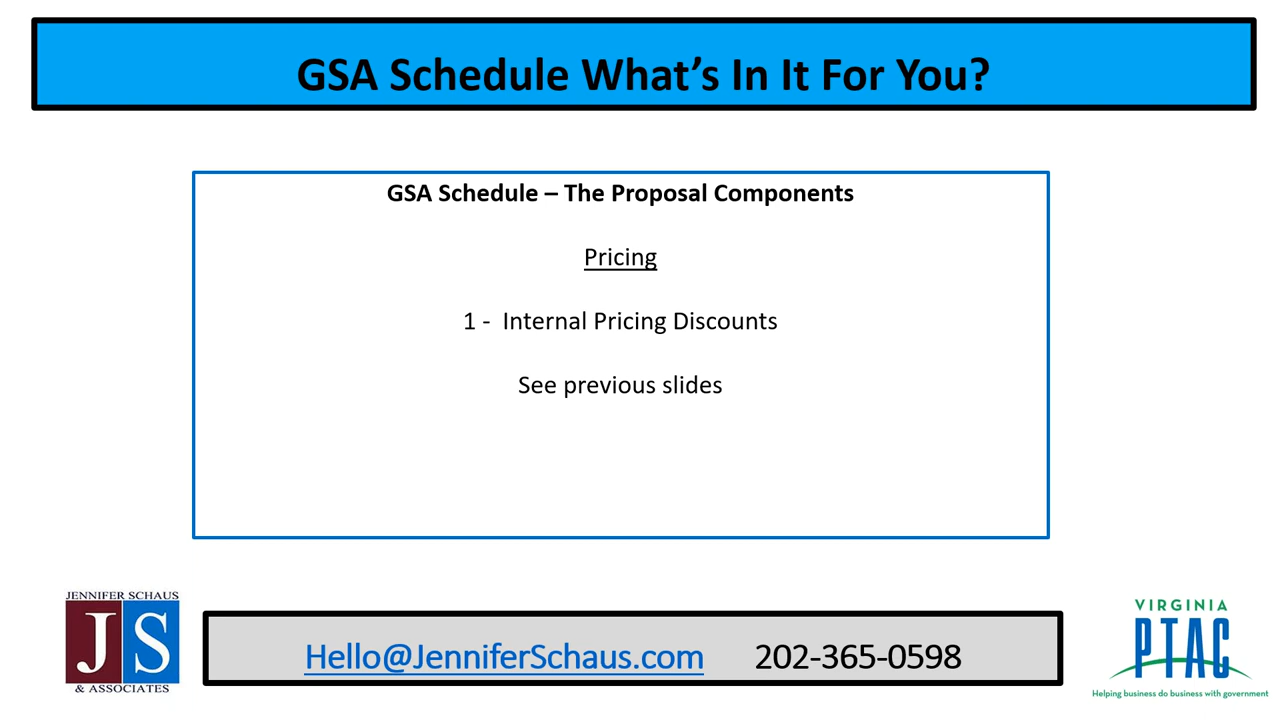 GSA Schedule What’s In It For You?
GSA Schedule – The Proposal Components
Pricing
1 -  Internal Pricing Discounts
See previous slides
JENNIFER SCHAUS
JS
& ASSOCIATES
Hello@JenniferSchaus.com 202-365-0598
VIRGINIA
PTAC
Helping business do business with government